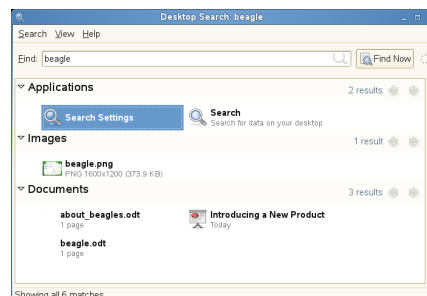 Desktop Search: beagle
Search View Help
Find: beagle Find Now
Applications 2 results
Search Settings Search
Search for data on your desktop
Images 1 result
beagle.png
PNG 1600x1200 (373.9 KB)
Documents 3 results
about_beagles.odt Introducing a New Product
1 page Today
beagle.odt
1 page
Showing all 6 matches